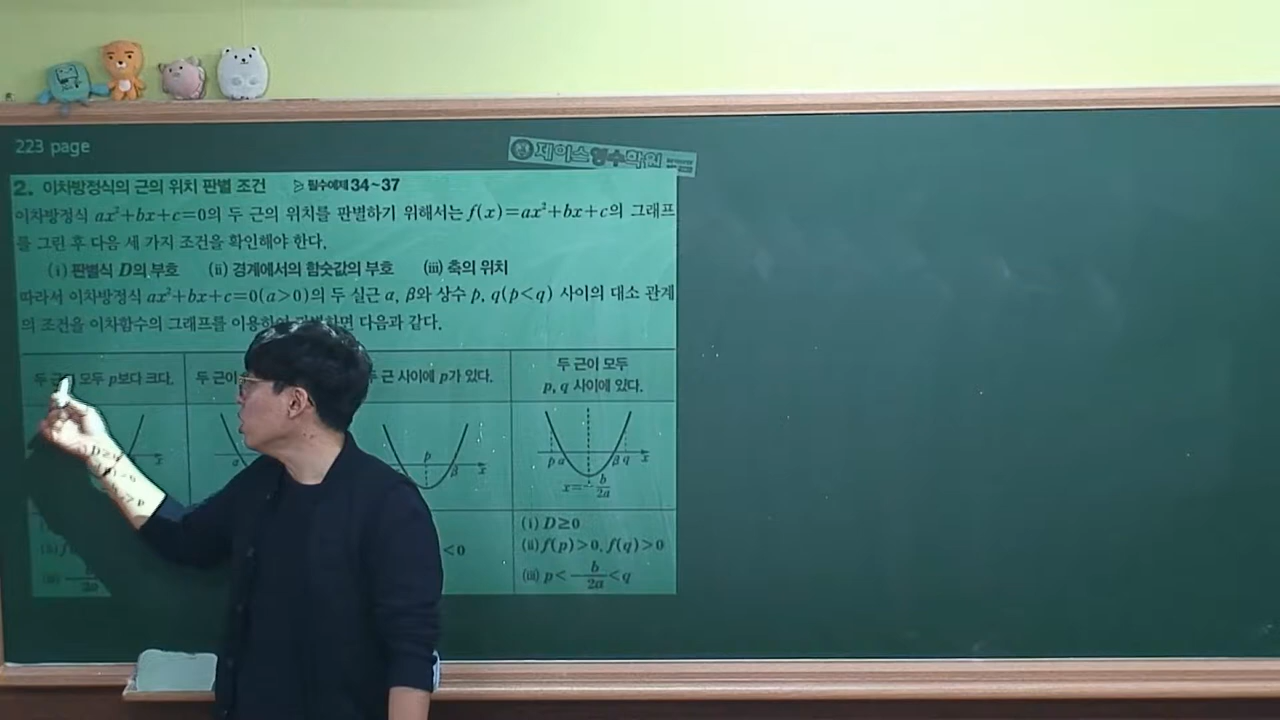 223 page
제이스영수학원
2. 이차방정식의 근의 위치 판별 조건 ▷ 필수예제 34~37
이차방정식 ax²+bx+c=0의 두 근의 위치를 판별하기 위해서는 f(x)=ax²+bx+c의 그래프
를 그린 후 다음 세 가지 조건을 확인해야 한다.
(i) 판별식 D의 부호 (ii) 경계에서의 함숫값의 부호 (iii) 축의 위치
따라서 이차방정식 ax²+bx+c=0(a>0)의 두 실근 α, β와 상수 p, q(p<q) 사이의 대소 관계
의 조건을 이차함수의 그래프를 이용하여 다음과 같다.
두 모두 p보다 크다.
두 근이
두 근 사이에 p가 있다.
두 근이 모두
p, q 사이에 있다.
x
α
p
β x
p α β q x
x=-b/2a
<0
(i) D≥0
(ii) f(p)>0, f(q)>0
(iii) p<-b/2a<q